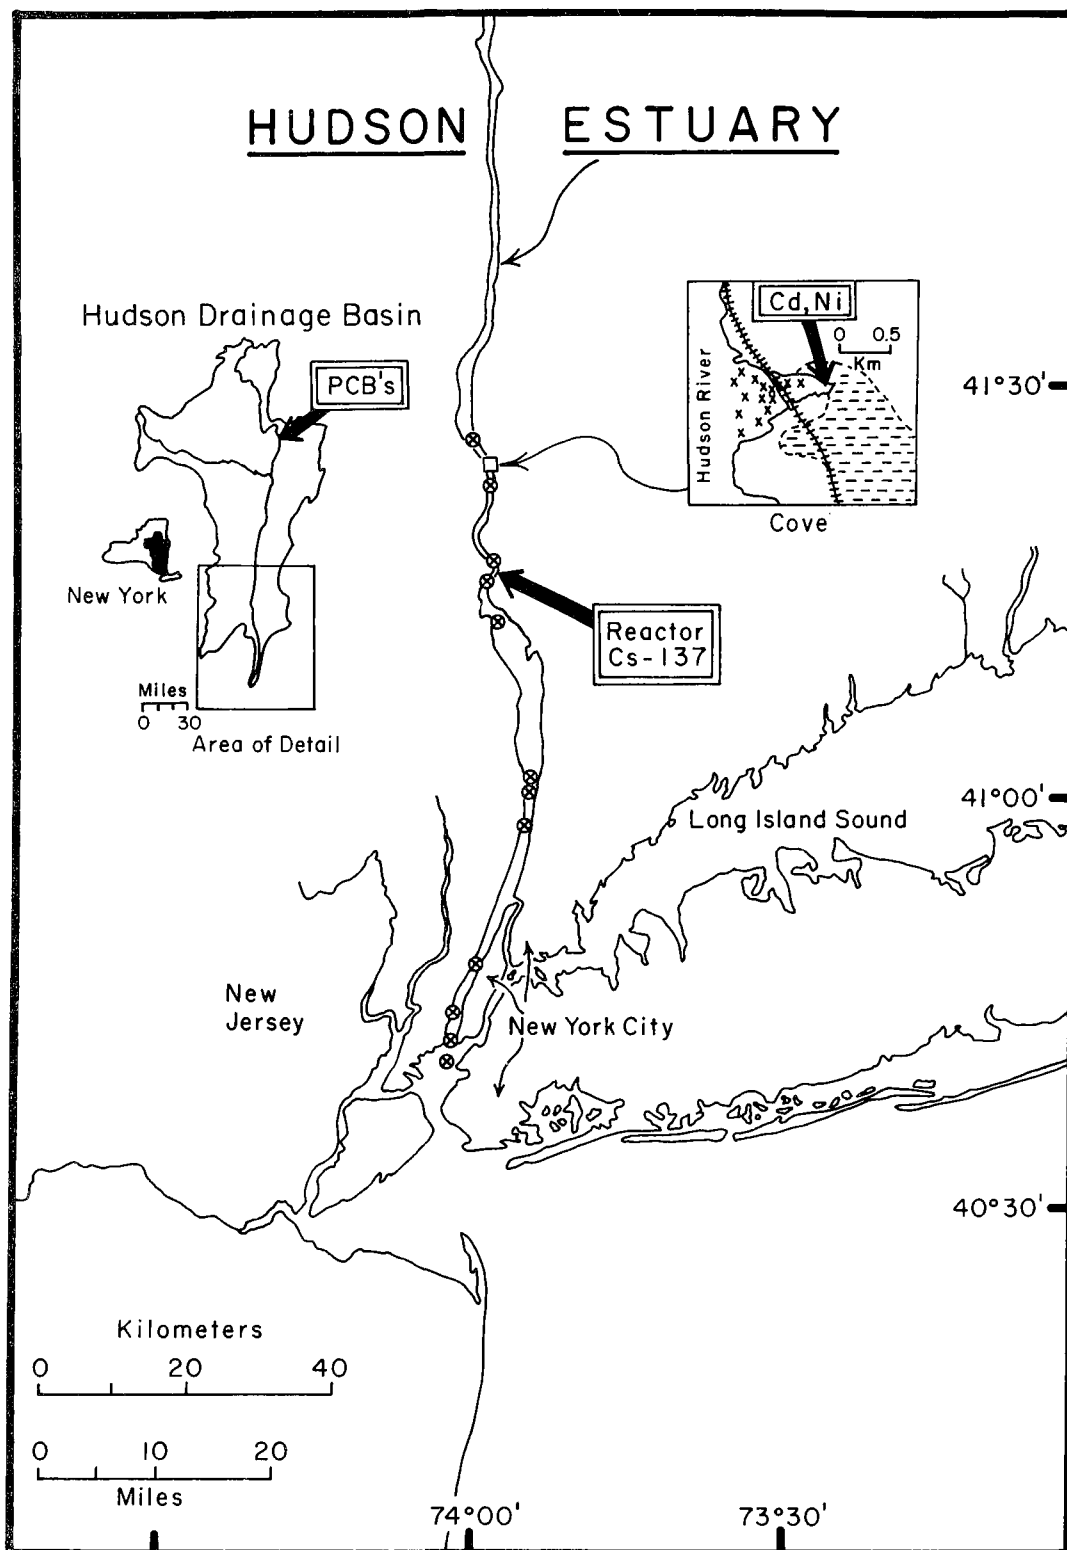 HUDSON ESTUARY
Hudson Drainage Basin
PCB's
New York
Miles
0 30
Area of Detail
Cd, Ni
0 0.5
Km
Hudson River
Cove
41°30'
Reactor
Cs-137
41°00'
Long Island Sound
New
Jersey
New York City
40°30'
Kilometers
0 20 40
0 10 20
Miles
74°00'
73°30'